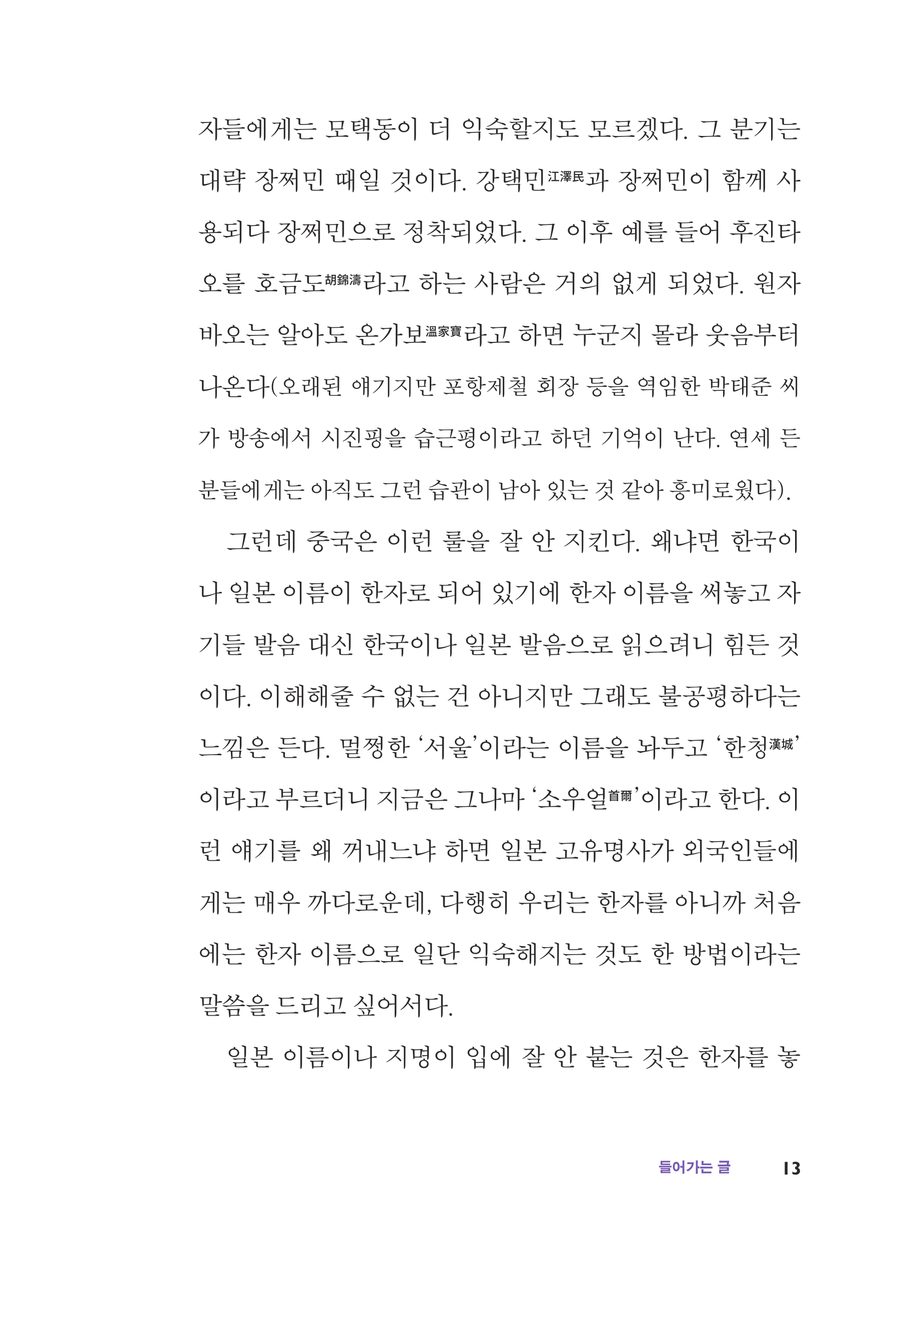 자들에게는 모택동이 더 익숙할지도 모르겠다. 그 분기는
대략 장쩌민 때일 것이다. 강택민江澤民과 장쩌민이 함께 사
용되다 장쩌민으로 정착되었다. 그 이후 예를 들어 후진타
오를 호금도胡錦濤라고 하는 사람은 거의 없게 되었다. 원자
바오는 알아도 온가보溫家寶라고 하면 누군지 몰라 웃음부터
나온다(오래된 얘기지만 포항제철 회장 등을 역임한 박태준 씨
가 방송에서 시진핑을 습근평이라고 하던 기억이 난다. 연세 든
분들에게는 아직도 그런 습관이 남아 있는 것 같아 흥미로웠다).
그런데 중국은 이런 룰을 잘 안 지킨다. 왜냐면 한국이
나 일본 이름이 한자로 되어 있기에 한자 이름을 써놓고 자
기들 발음 대신 한국이나 일본 발음으로 읽으려니 힘든 것
이다. 이해해줄 수 없는 건 아니지만 그래도 불공평하다는
느낌은 든다. 멀쩡한 ‘서울’이라는 이름을 놔두고 ‘한청漢城’
이라고 부르더니 지금은 그나마 ‘소우얼首爾’이라고 한다. 이
런 얘기를 왜 꺼내느냐 하면 일본 고유명사가 외국인들에
게는 매우 까다로운데, 다행히 우리는 한자를 아니까 처음
에는 한자 이름으로 일단 익숙해지는 것도 한 방법이라는
말씀을 드리고 싶어서다.
일본 이름이나 지명이 입에 잘 안 붙는 것은 한자를 놓
들어가는 글 13